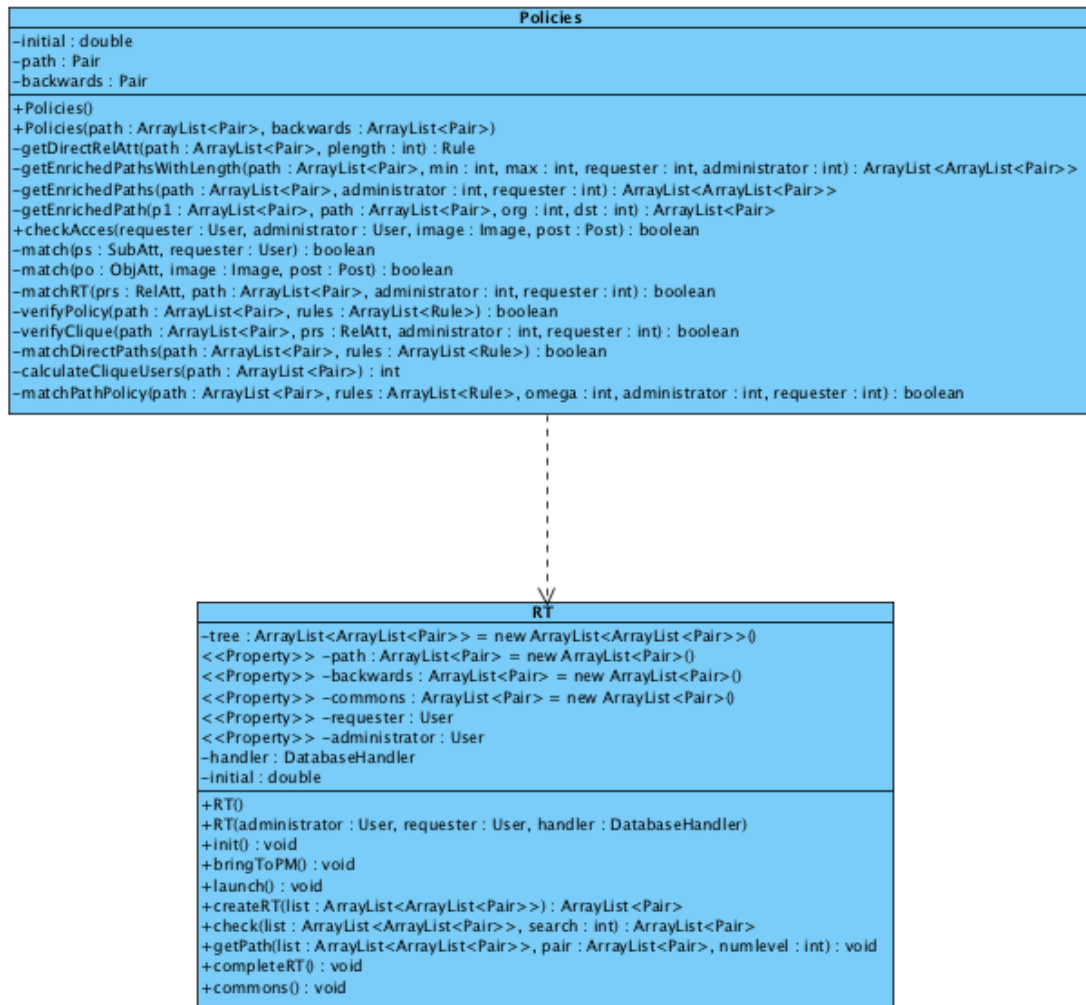 Policies
-initial : double
-path : Pair
-backwards : Pair
+Policies()
+Policies(path : ArrayList<Pair>, backwards : ArrayList<Pair>)
-getDirectRelAtt(path : ArrayList<Pair>, plength : int) : Rule
-getEnrichedPathsWithLength(path : ArrayList<Pair>, min : int, max : int, requester : int, administrator : int) : ArrayList<ArrayList<Pair>>
-getEnrichedPaths(path : ArrayList<Pair>, administrator : int, requester : int) : ArrayList<ArrayList<Pair>>
-getEnrichedPath(p1 : ArrayList<Pair>, path : ArrayList<Pair>, org : int, dst : int) : ArrayList<Pair>
+checkAcces(requester : User, administrator : User, image : Image, post : Post) : boolean
-match(ps : SubAtt, requester : User) : boolean
-match(po : ObjAtt, image : Image, post : Post) : boolean
-matchRT(prs : RelAtt, path : ArrayList<Pair>, administrator : int, requester : int) : boolean
-verifyPolicy(path : ArrayList<Pair>, rules : ArrayList<Rule>) : boolean
-verifyClique(path : ArrayList<Pair>, prs : RelAtt, administrator : int, requester : int) : boolean
-matchDirectPaths(path : ArrayList<Pair>, rules : ArrayList<Rule>) : boolean
-calculateCliqueUsers(path : ArrayList<Pair>) : int
-matchPathPolicy(path : ArrayList<Pair>, rules : ArrayList<Rule>, omega : int, administrator : int, requester : int) : boolean
RT
-tree : ArrayList<ArrayList<Pair>> = new ArrayList<ArrayList<Pair>>()
<<Property>> -path : ArrayList<Pair> = new ArrayList<Pair>()
<<Property>> -backwards : ArrayList<Pair> = new ArrayList<Pair>()
<<Property>> -commons : ArrayList<Pair> = new ArrayList<Pair>()
<<Property>> -requester : User
<<Property>> -administrator : User
-handler : DatabaseHandler
-initial : double
+RT()
+RT(administrator : User, requester : User, handler : DatabaseHandler)
+init() : void
+bringToPM() : void
+launch() : void
+createRT(list : ArrayList<ArrayList<Pair>>) : ArrayList<Pair>
+check(list : ArrayList<ArrayList<Pair>>, search : int) : ArrayList<Pair>
+getPath(list : ArrayList<ArrayList<Pair>>, pair : ArrayList<Pair>, numlevel : int) : void
+completeRT() : void
+commons() : void